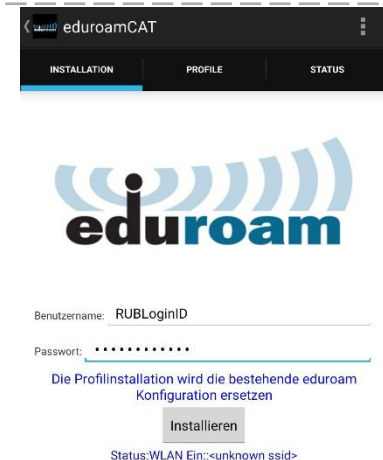 eduroamCAT
INSTALLATION PROFILE STATUS
eduroam
Benutzername: RUBLoginID
Passwort: ••••••••••••
Die Profilinstallation wird die bestehende eduroam
Konfiguration ersetzen
Installieren
Status:WLAN Ein::<unknown ssid>